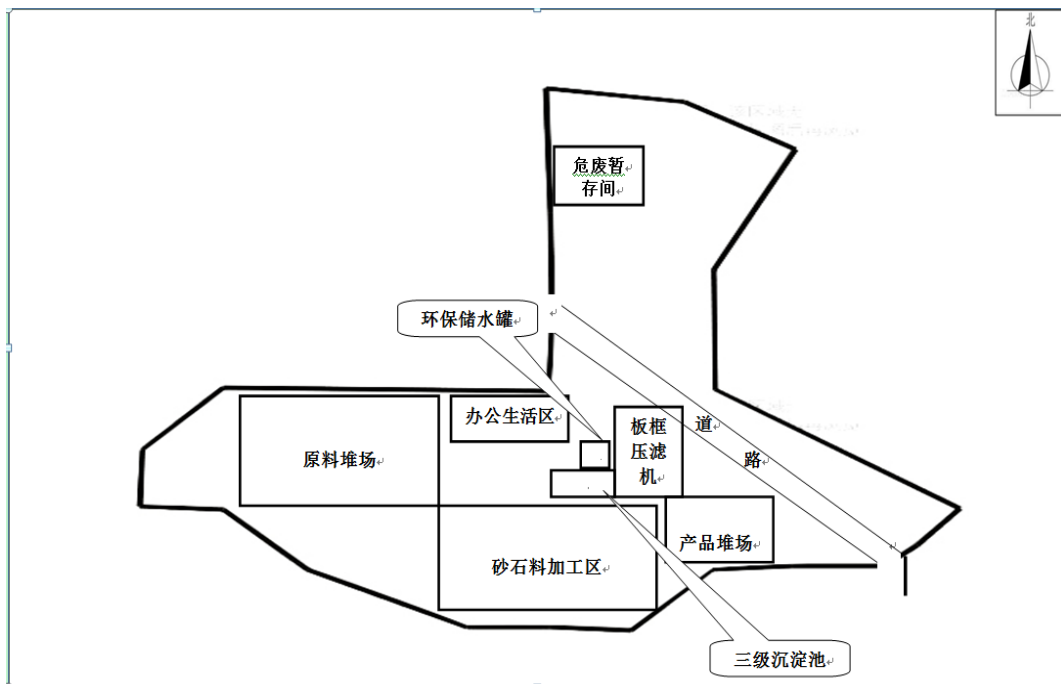 北
危废暂
存间
环保储水罐
办公生活区
原料堆场
板框
压滤
机
道
路
产品堆场
砂石料加工区
三级沉淀池